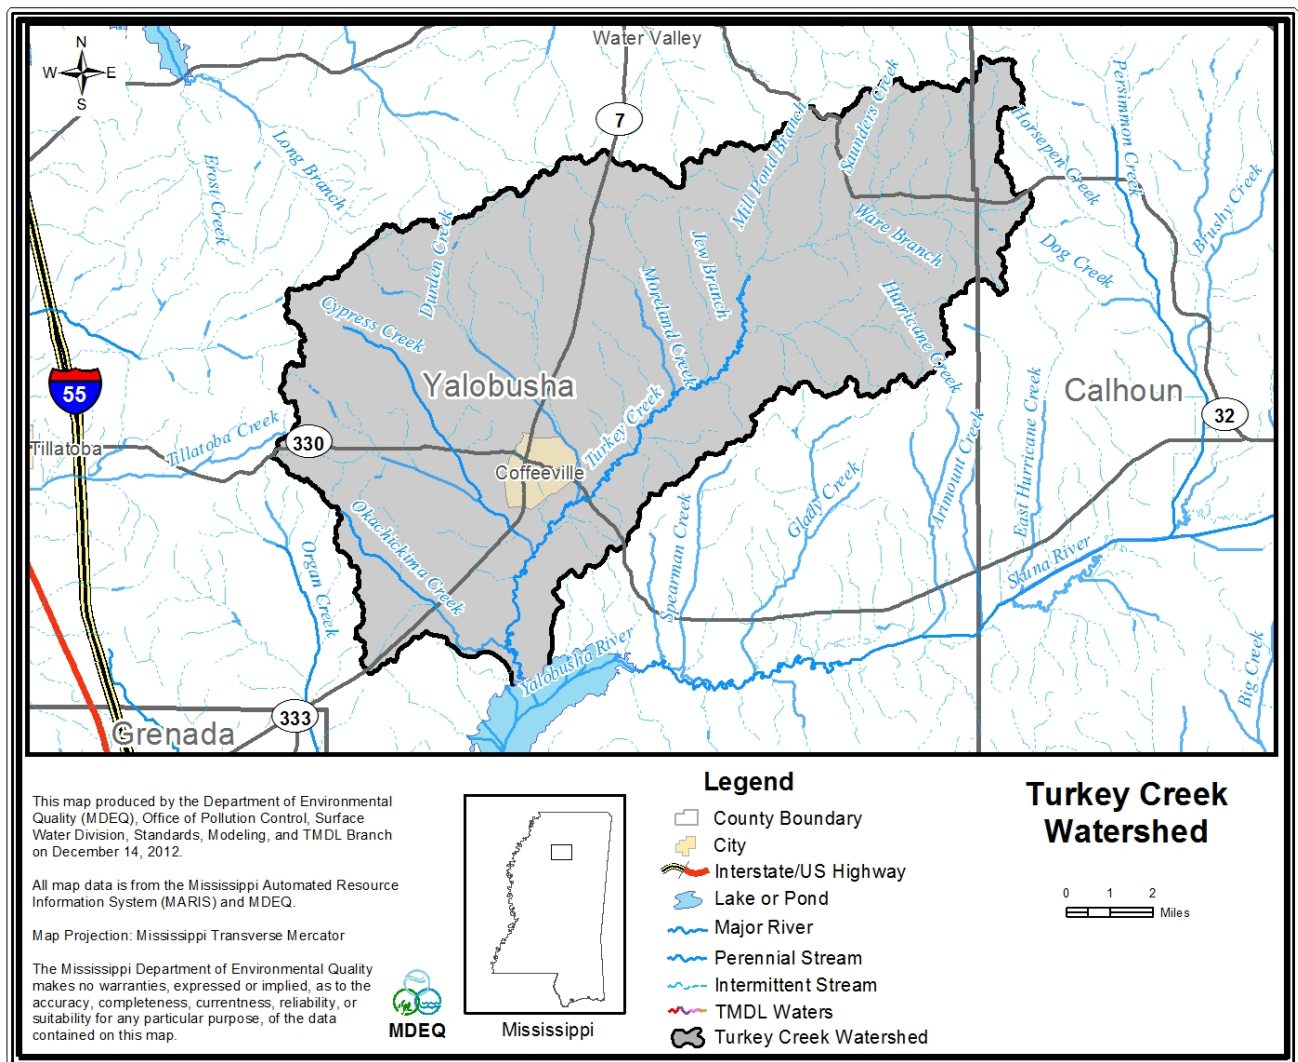 Water Valley
N
W E
S
7
Long Branch
Erost Creek
Durden Creek
Cypress Creek
Mill Pond Branch
Saunders Creek
Horsepen Creek
Persimmon Creek
Brushy Creek
Ware Branch
Dog Creek
Jew Branch
Moreland Creek
Hurricane Creek
Yalobusha
Calhoun
55
32
Tillatoba
Tillatoba Creek
330
Coffeeville
Turkey Creek
Okachickima Creek
Organ Creek
Spearman Creek
Glady Creek
Arimount Creek
East Hurricane Creek
Skuna River
Yalobusha River
Big Creek
333
Grenada
This map produced by the Department of Environmental
Quality (MDEQ), Office of Pollution Control, Surface
Water Division, Standards, Modeling, and TMDL Branch
on December 14, 2012.
All map data is from the Mississippi Automated Resource
Information System (MARIS) and MDEQ.
Map Projection: Mississippi Transverse Mercator
The Mississippi Department of Environmental Quality
makes no warranties, expressed or implied, as to the
accuracy, completeness, currentness, reliability, or
suitability for any particular purpose, of the data
contained on this map.
MDEQ
Mississippi
Legend
County Boundary
City
Interstate/US Highway
Lake or Pond
Major River
Perennial Stream
Intermittent Stream
TMDL Waters
Turkey Creek Watershed
Turkey Creek
Watershed
0 1 2
Miles